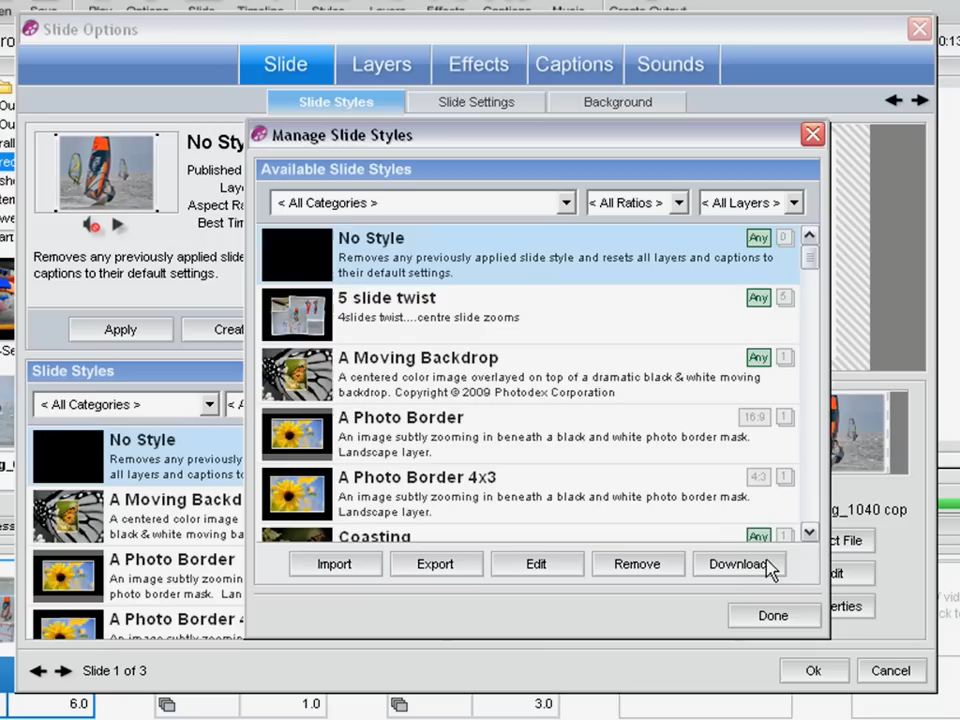 Slide Options
0:13
Slide
Layers
Effects
Captions
Sounds
Slide Styles
Slide Settings
Background
No Sty
Published
Laye
Aspect Ra
Best Tim
Removes any previously applied slide
captions to their default settings.
Apply
Creat
Slide Styles
< All Categories >
< A
No Style
Removes any previously
all layers and captions to
A Moving Backd
A centered color image
black & white moving ba
A Photo Border
An image subtly zoomin
photo border mask. Lan
A Photo Border 4
An image subtly zoomin
Manage Slide Styles
Available Slide Styles
< All Categories >
< All Ratios >
< All Layers >
No Style
Any
0
Removes any previously applied slide style and resets all layers and captions to
their default settings.
5 slide twist
Any
5
4slides twist....centre slide zooms
A Moving Backdrop
Any
1
A centered color image overlayed on top of a dramatic black & white moving
backdrop. Copyright © 2009 Photodex Corporation
A Photo Border
16:9
1
An image subtly zooming in beneath a black and white photo border mask.
Landscape layer.
A Photo Border 4x3
4:3
1
An image subtly zooming in beneath a black and white photo border mask.
Landscape layer.
Coasting
Any
1
Import
Export
Edit
Remove
Download
Done
g_1040 cop
ct File
dit
erties
Slide 1 of 3
Ok
Cancel
6.0
1.0
3.0